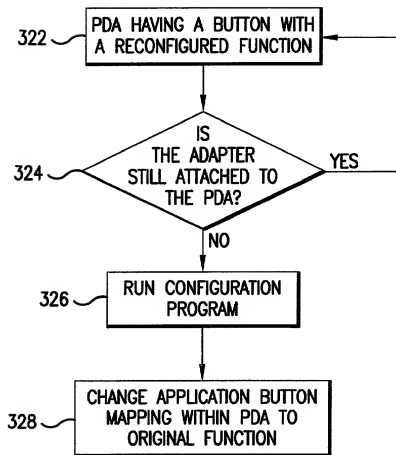 322
PDA HAVING A BUTTON WITH
A RECONFIGURED FUNCTION
324
IS
THE ADAPTER
STILL ATTACHED TO
THE PDA?
YES
NO
326
RUN CONFIGURATION
PROGRAM
328
CHANGE APPLICATION BUTTON
MAPPING WITHIN PDA TO
ORIGINAL FUNCTION